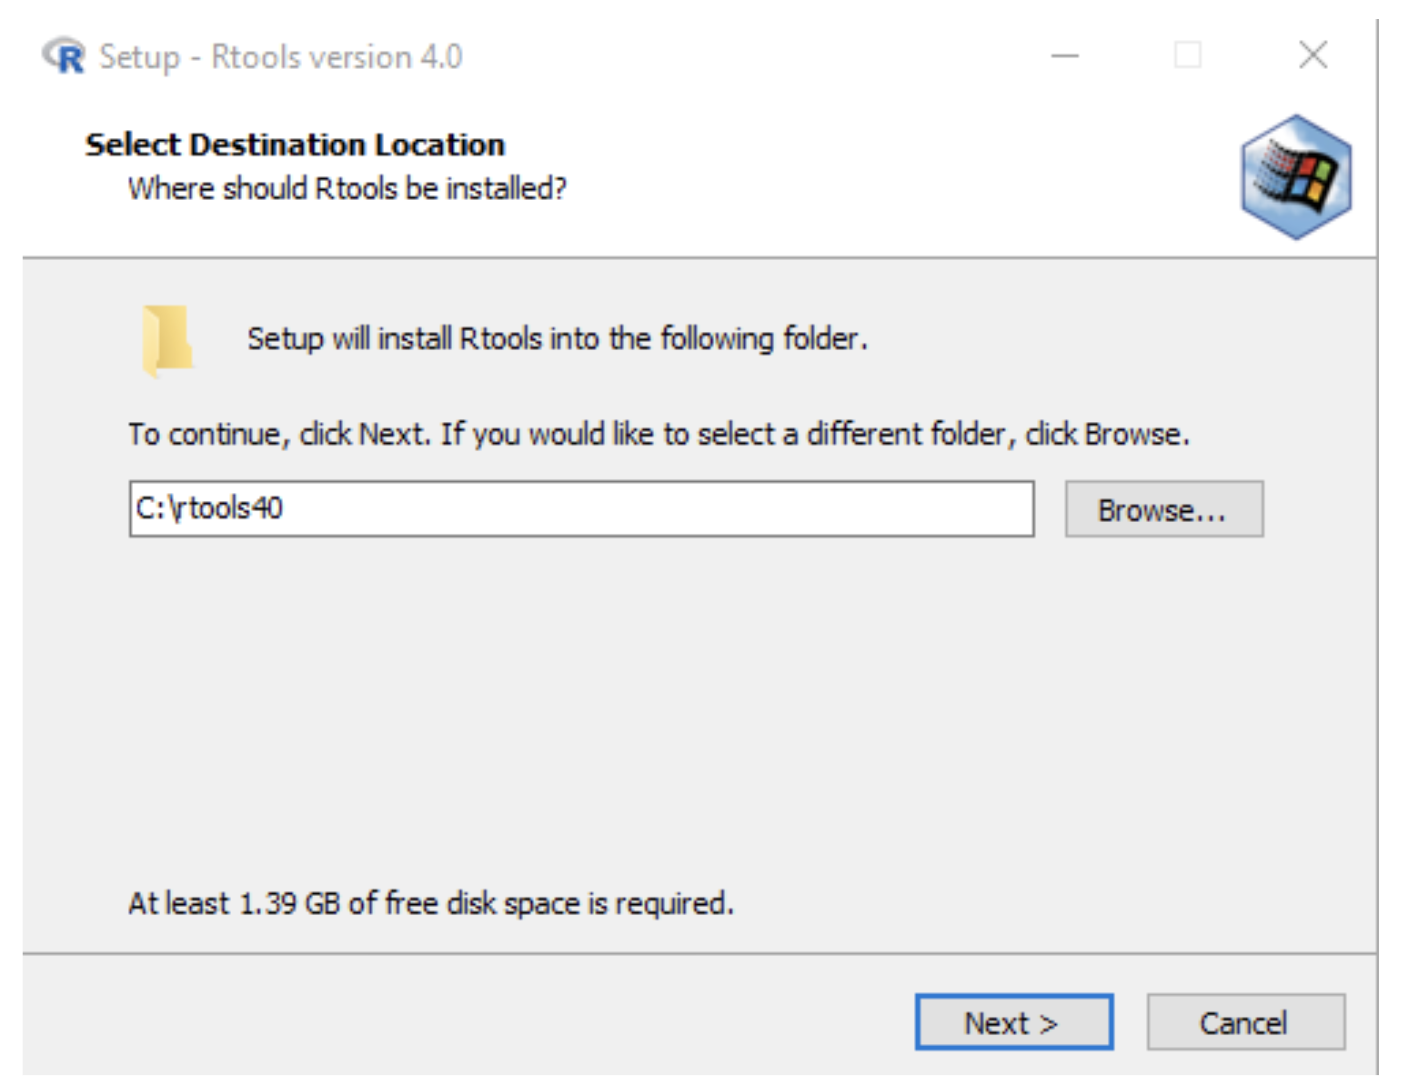 Setup - Rtools version 4.0
Select Destination Location
Where should Rtools be installed?
Setup will install Rtools into the following folder.
To continue, click Next. If you would like to select a different folder, click Browse.
C:\rtools40
Browse...
At least 1.39 GB of free disk space is required.
Next >
Cancel